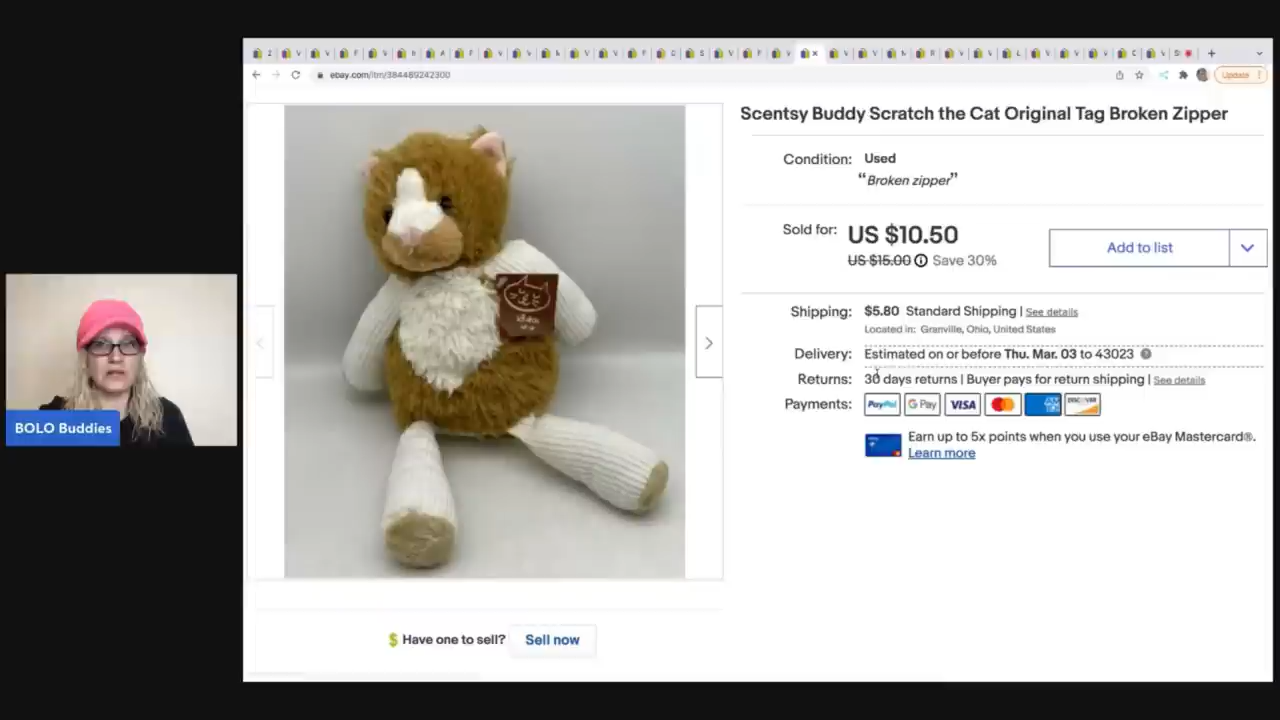 ebay.com/itm/384489242300
Update
Scentsy Buddy Scratch the Cat Original Tag Broken Zipper
Condition: Used
“Broken zipper”
Sold for: US $10.50
US $15.00 Save 30%
Add to list
Shipping: $5.80 Standard Shipping | See details
Located in: Granville, Ohio, United States
Delivery: Estimated on or before Thu. Mar. 03 to 43023
Returns: 30 days returns | Buyer pays for return shipping | See details
Payments: PayPal G Pay VISA DISCOVER
Earn up to 5x points when you use your eBay Mastercard®.
Learn more
BOLO Buddies
$ Have one to sell? Sell now